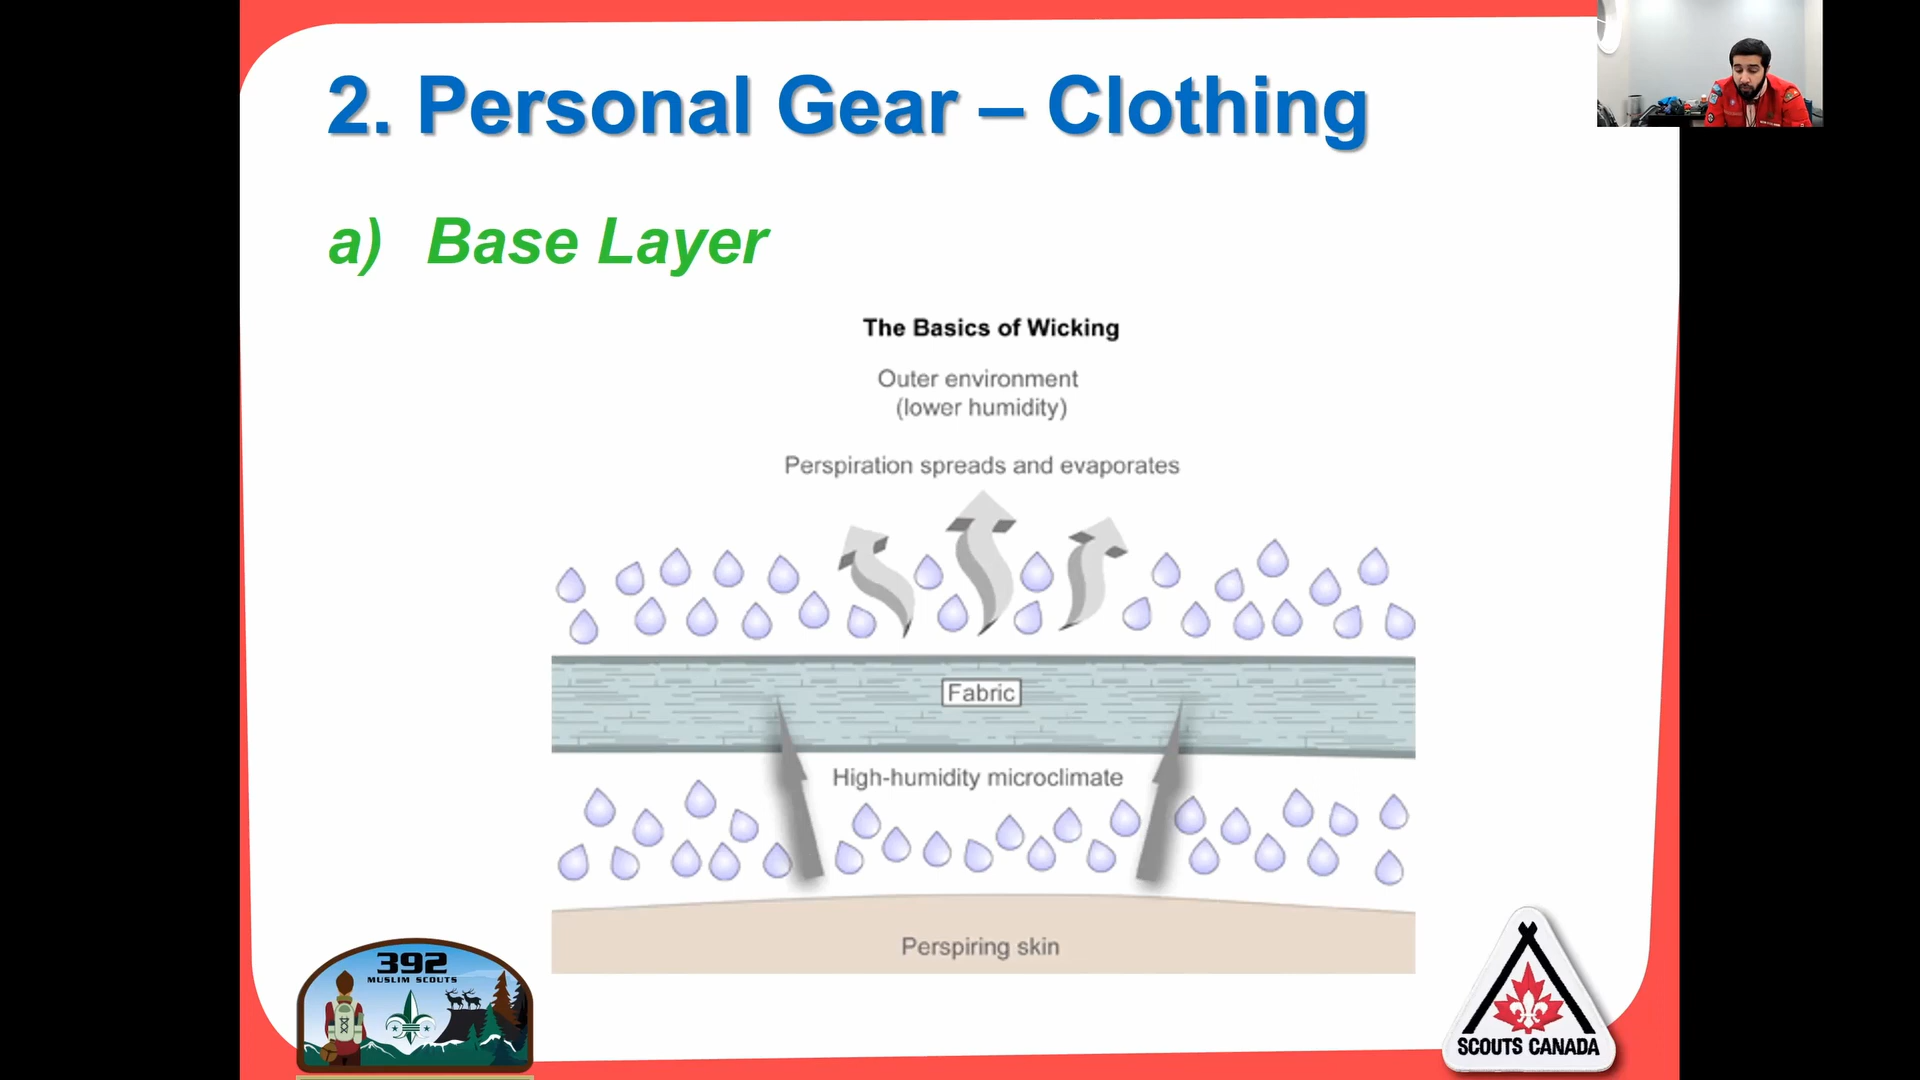 2. Personal Gear – Clothing
a) Base Layer
The Basics of Wicking
Outer environment
(lower humidity)
Perspiration spreads and evaporates
Fabric
High-humidity microclimate
Perspiring skin
392
MUSLIM SCOUTS
SCOUTS CANADA